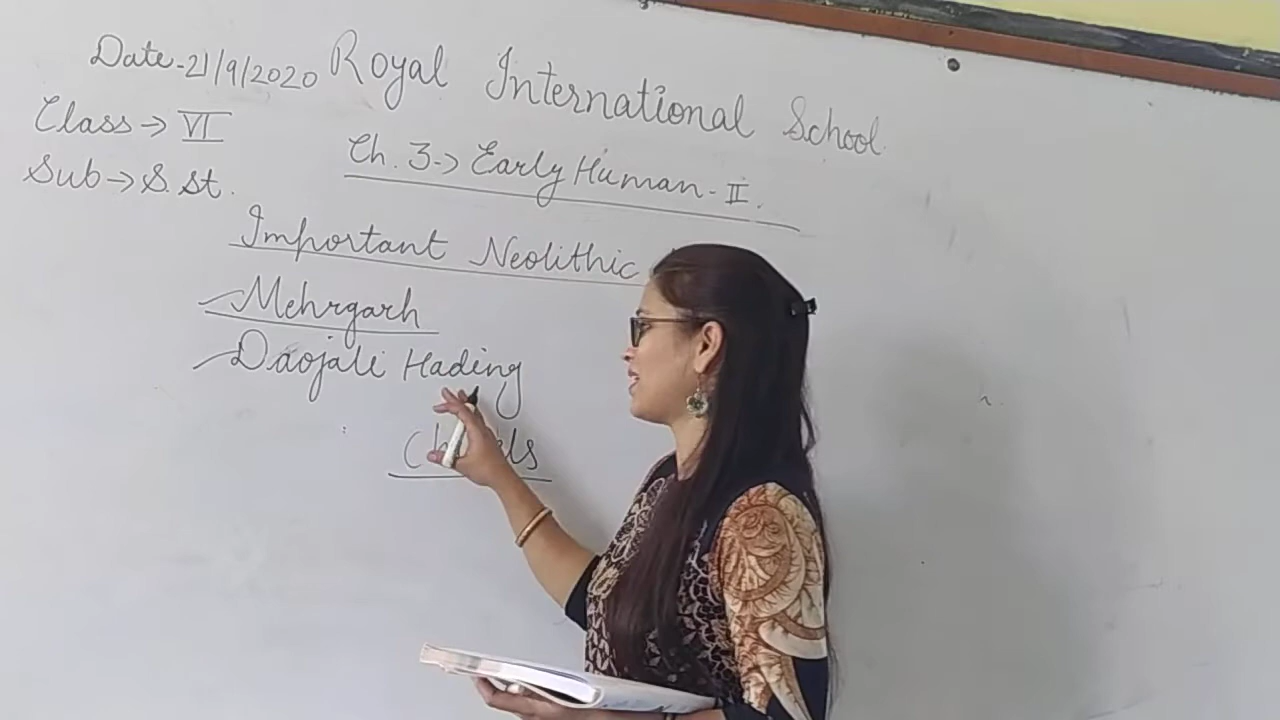 Date-21/9/2020 Royal International School
Class → VI
Ch. 3 → Early Human - II.
Sub → S.st.
Important Neolithic
Mehrgarh
Daojali Hading